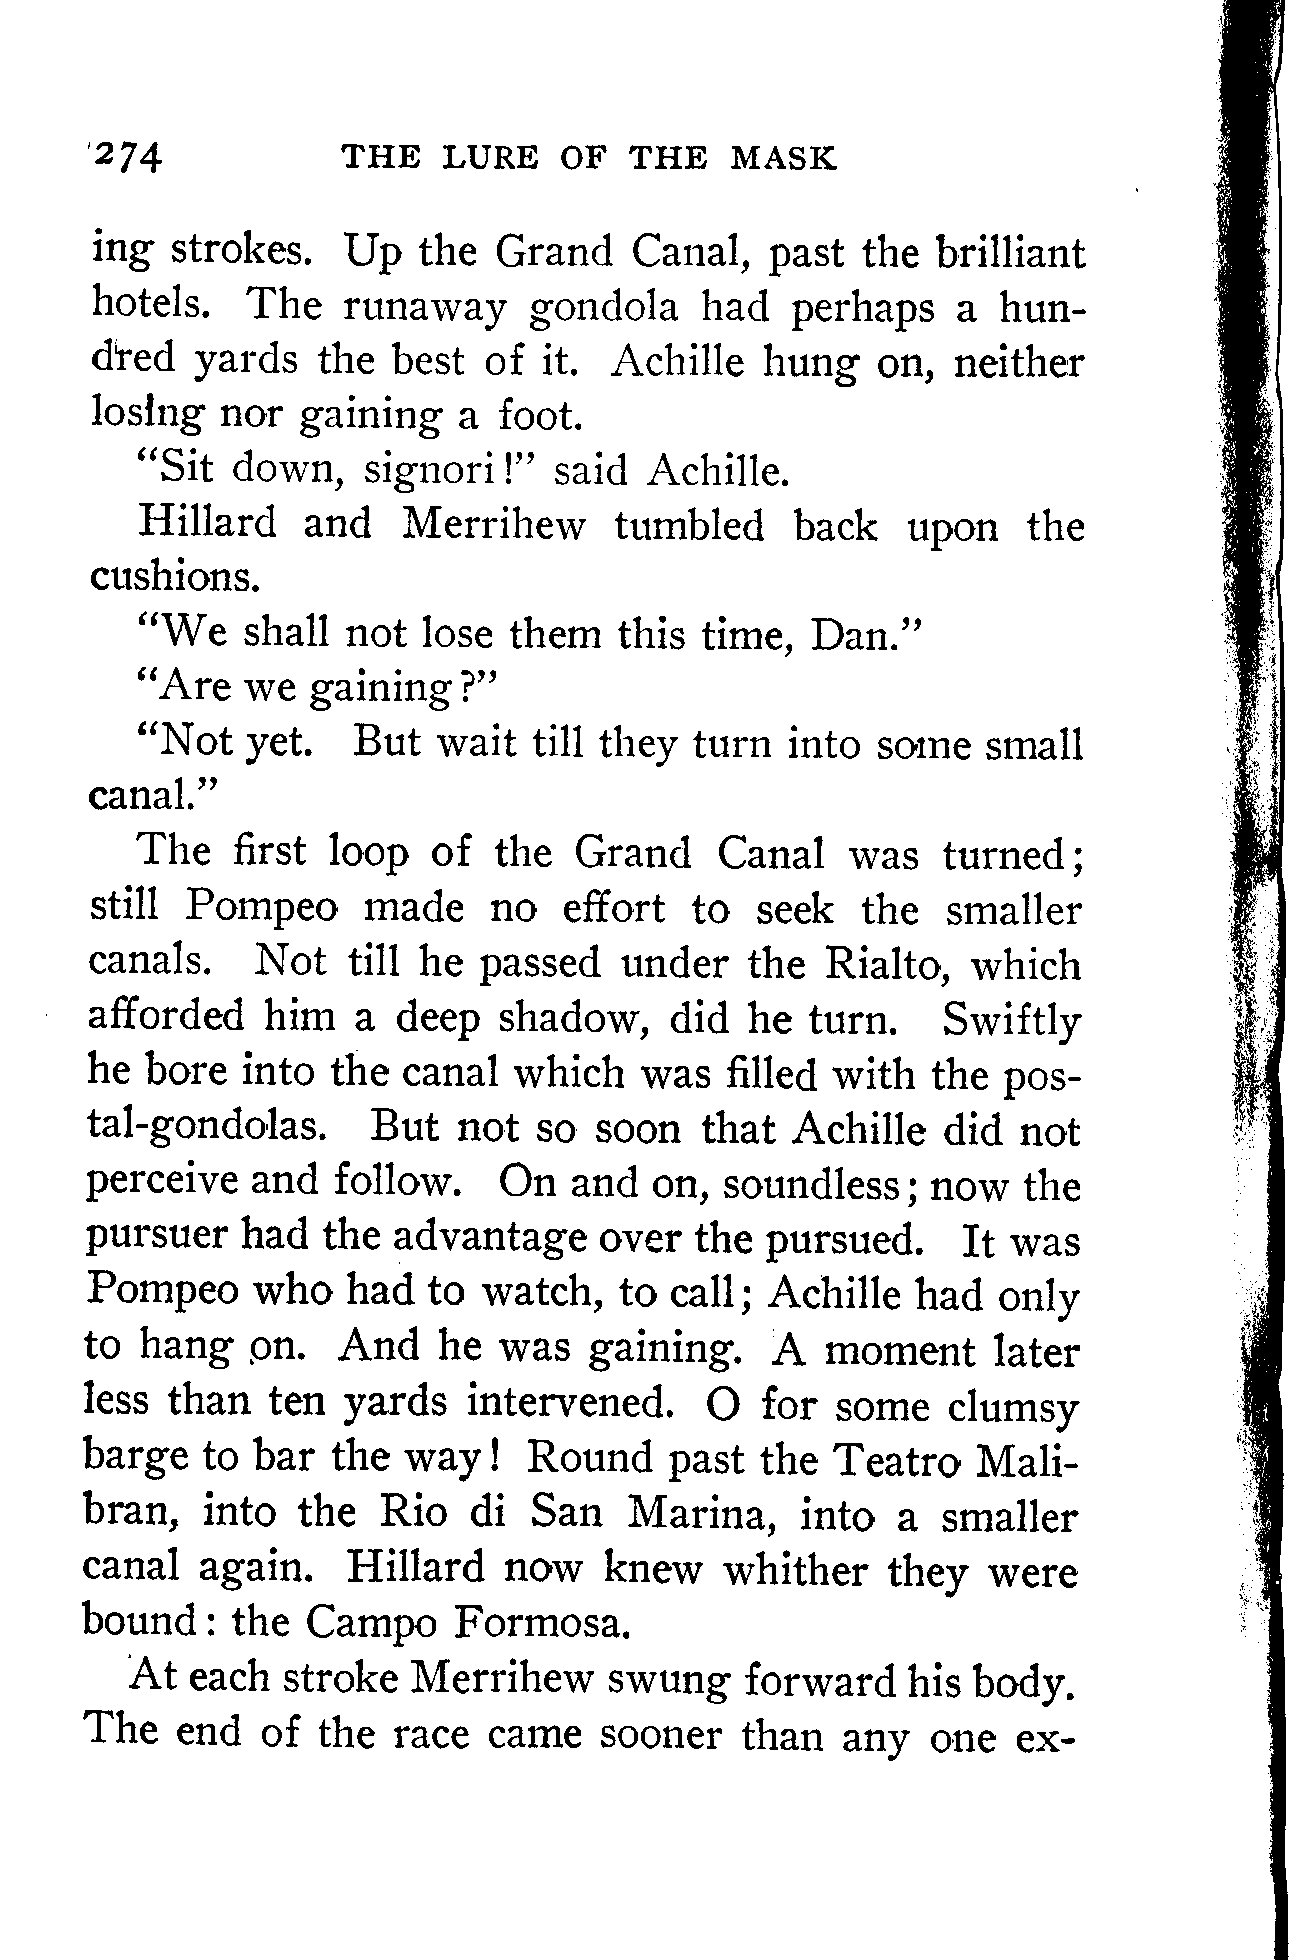 274 THE LURE OF THE MASK
ing strokes. Up the Grand Canal, past the brilliant
hotels. The runaway gondola had perhaps a hun-
dred yards the best of it. Achille hung on, neither
losing nor gaining a foot.
"Sit down, signori!" said Achille.
Hillard and Merrihew tumbled back upon the
cushions.
"We shall not lose them this time, Dan."
"Are we gaining?"
"Not yet. But wait till they turn into some small
canal."
The first loop of the Grand Canal was turned;
still Pompeo made no effort to seek the smaller
canals. Not till he passed under the Rialto, which
afforded him a deep shadow, did he turn. Swiftly
he bore into the canal which was filled with the pos-
tal-gondolas. But not so soon that Achille did not
perceive and follow. On and on, soundless; now the
pursuer had the advantage over the pursued. It was
Pompeo who had to watch, to call; Achille had only
to hang on. And he was gaining. A moment later
less than ten yards intervened. O for some clumsy
barge to bar the way! Round past the Teatro Mali-
bran, into the Rio di San Marina, into a smaller
canal again. Hillard now knew whither they were
bound: the Campo Formosa.
At each stroke Merrihew swung forward his body.
The end of the race came sooner than any one ex-